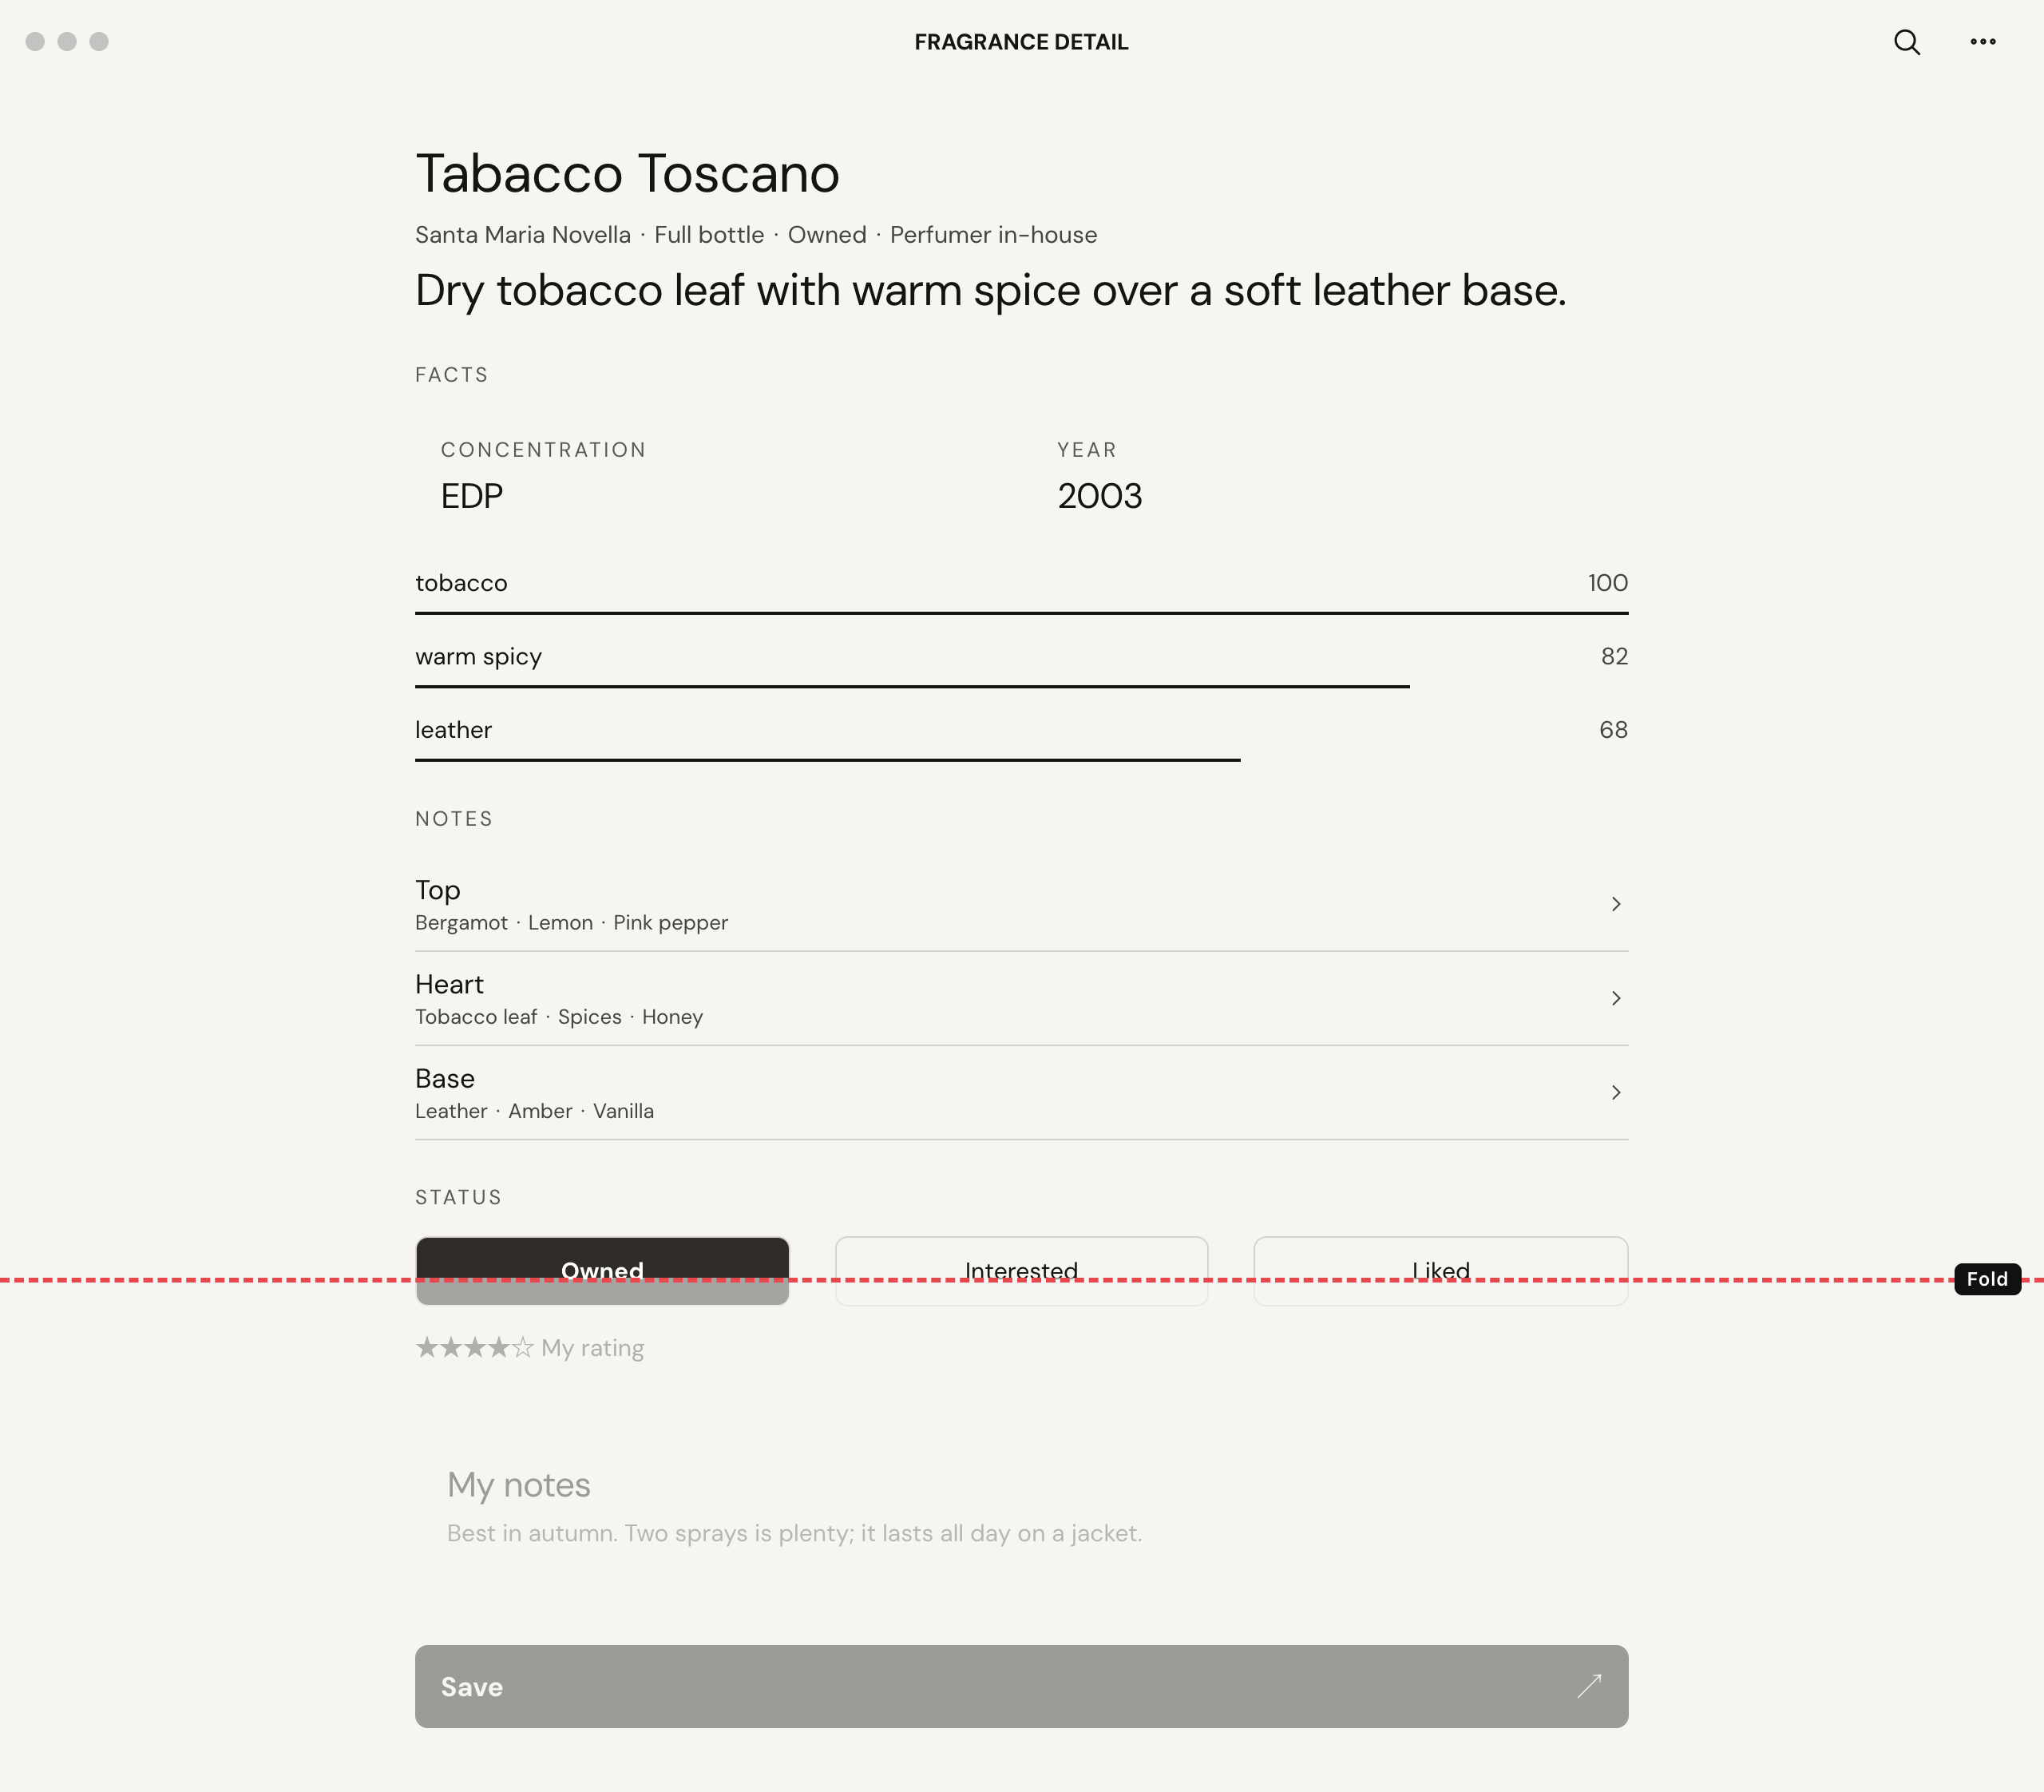 FRAGRANCE DETAIL
Tabacco Toscano
Santa Maria Novella · Full bottle · Owned · Perfumer in-house
Dry tobacco leaf with warm spice over a soft leather base.
FACTS
CONCENTRATION YEAR
EDP 2003
tobacco 100
warm spicy 82
leather 68
NOTES
Top
Bergamot · Lemon · Pink pepper
Heart
Tobacco leaf · Spices · Honey
Base
Leather · Amber · Vanilla
STATUS
Owned Interested Liked
Fold
★★★★☆ My rating
My notes
Best in autumn. Two sprays is plenty; it lasts all day on a jacket.
Save